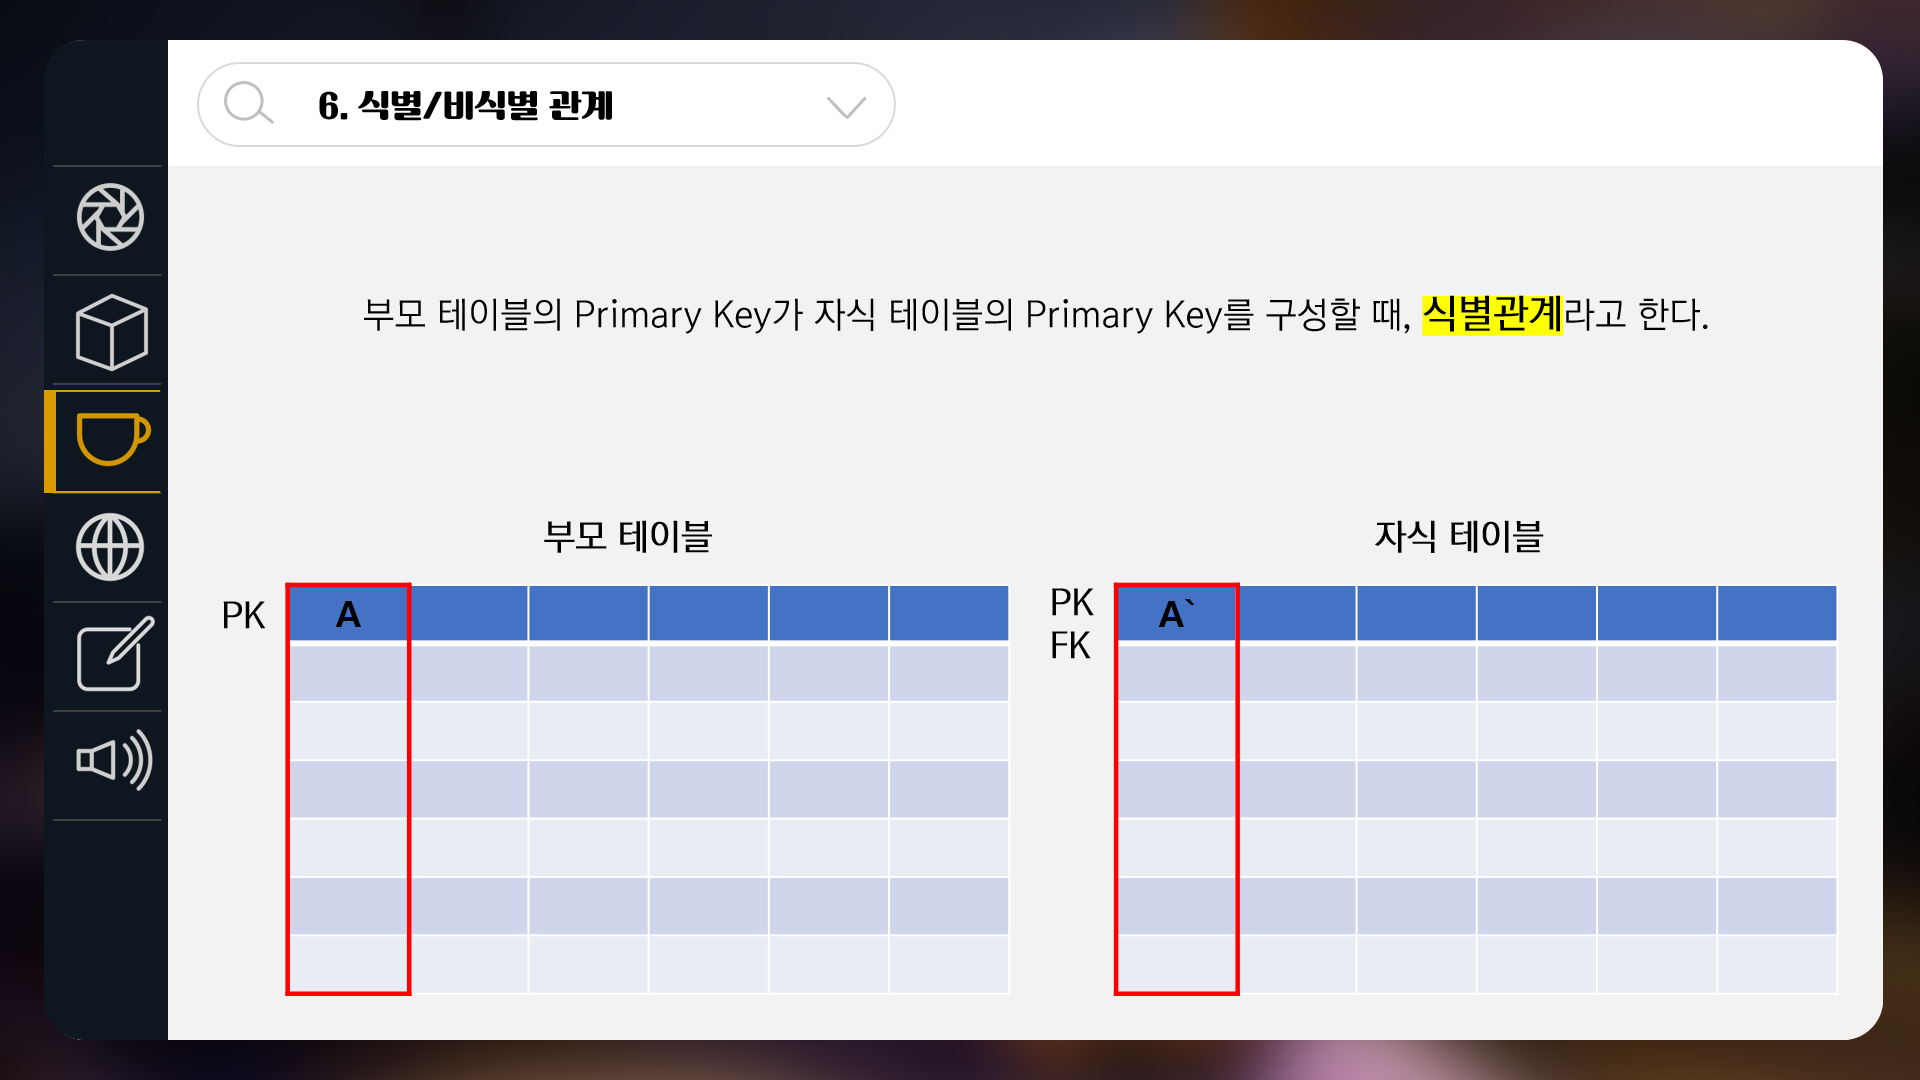 6. 식별/비식별 관계
부모 테이블의 Primary Key가 자식 테이블의 Primary Key를 구성할 때, 식별관계라고 한다.
부모 테이블
자식 테이블
PK
A
PK
FK
A`